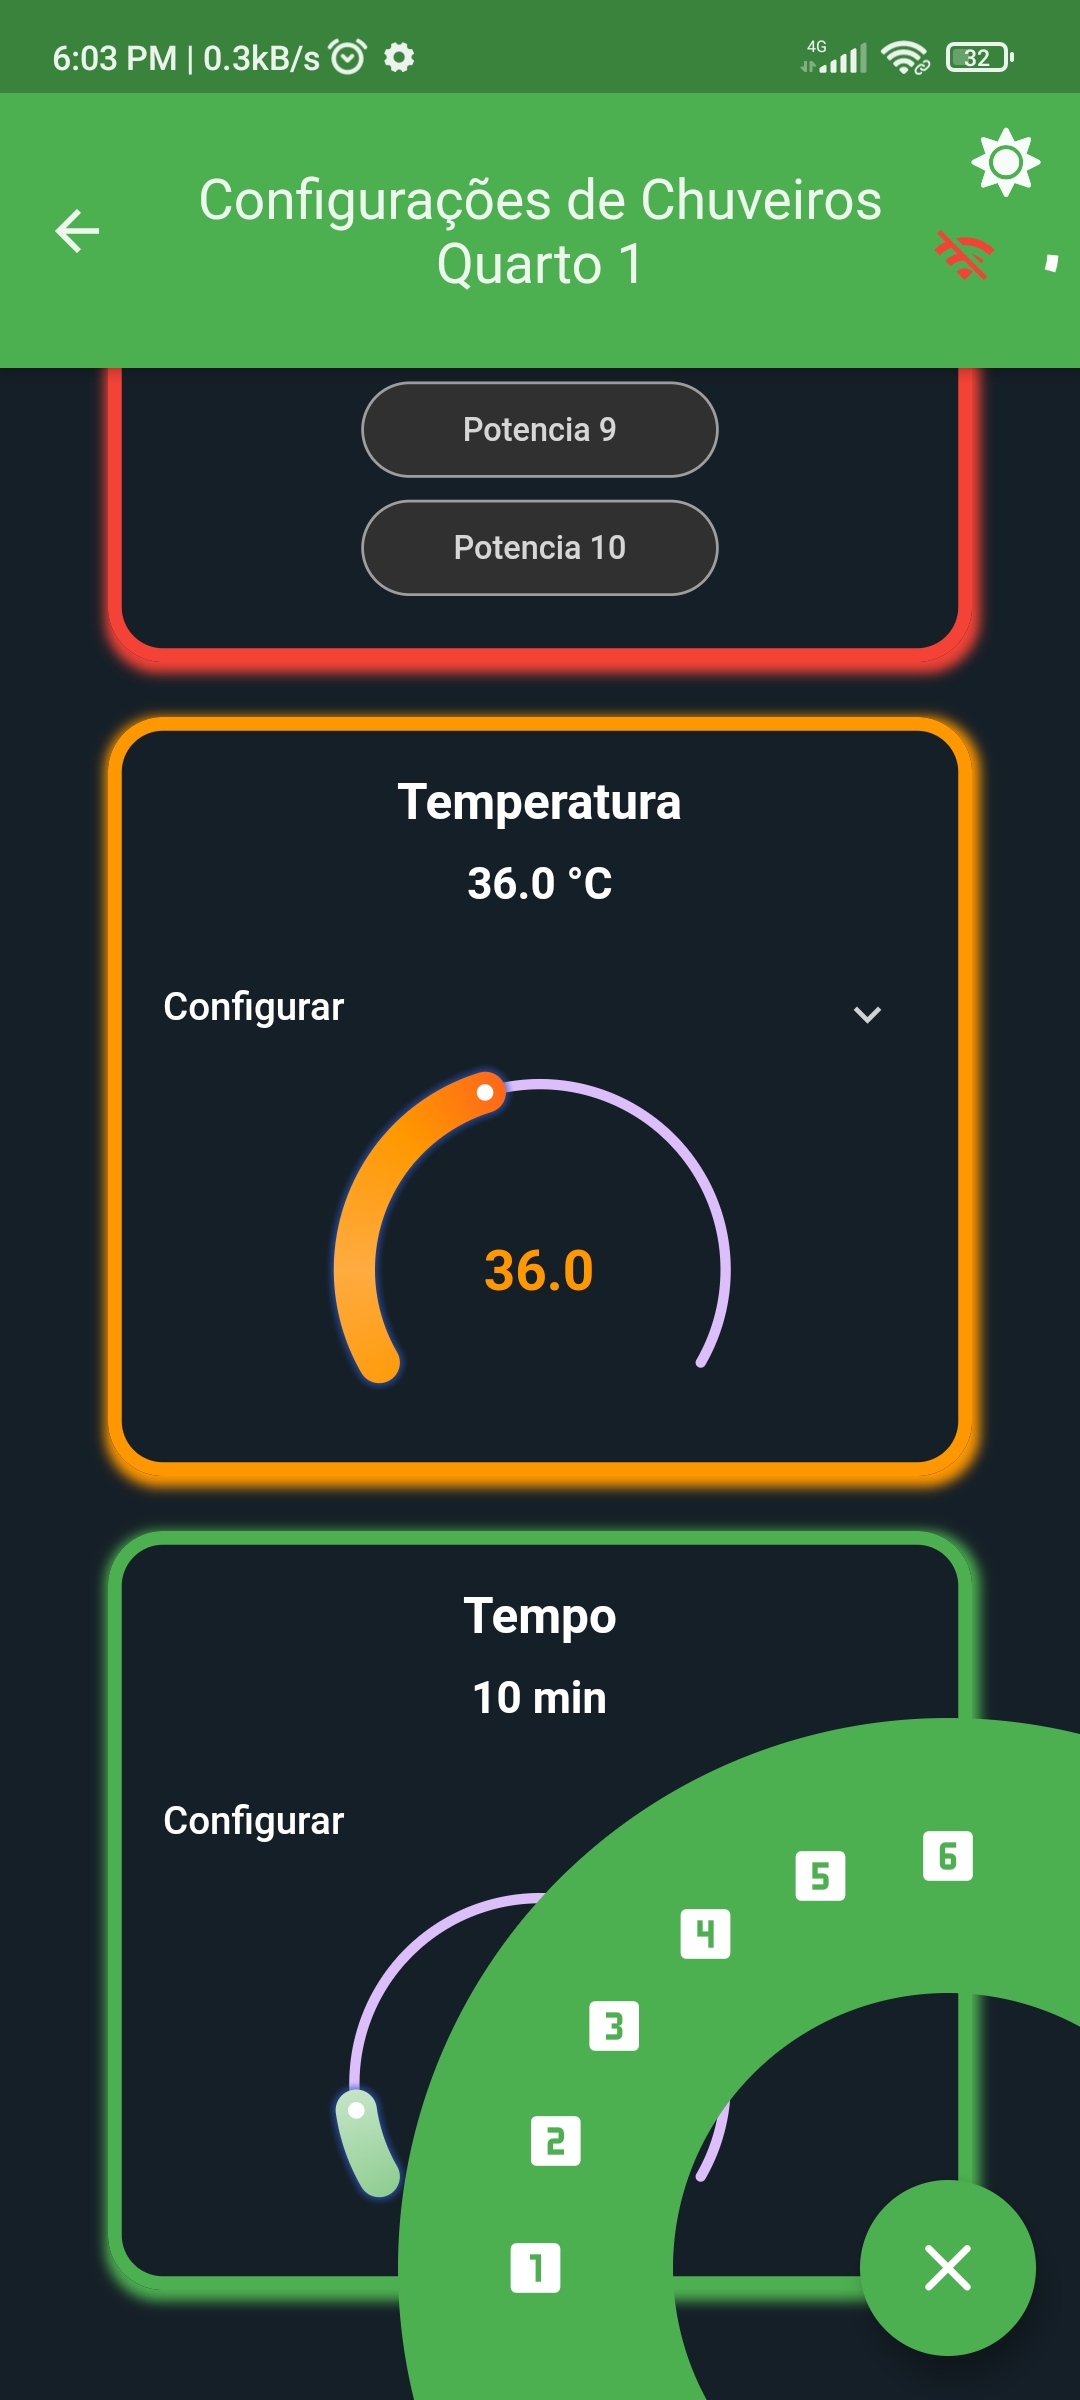 6:03 PM | 0.3kB/s
4G
32
Configurações de Chuveiros
Quarto 1
Potencia 9
Potencia 10
Temperatura
36.0 °C
Configurar
36.0
Tempo
10 min
Configurar
6
5
4
3
2
1